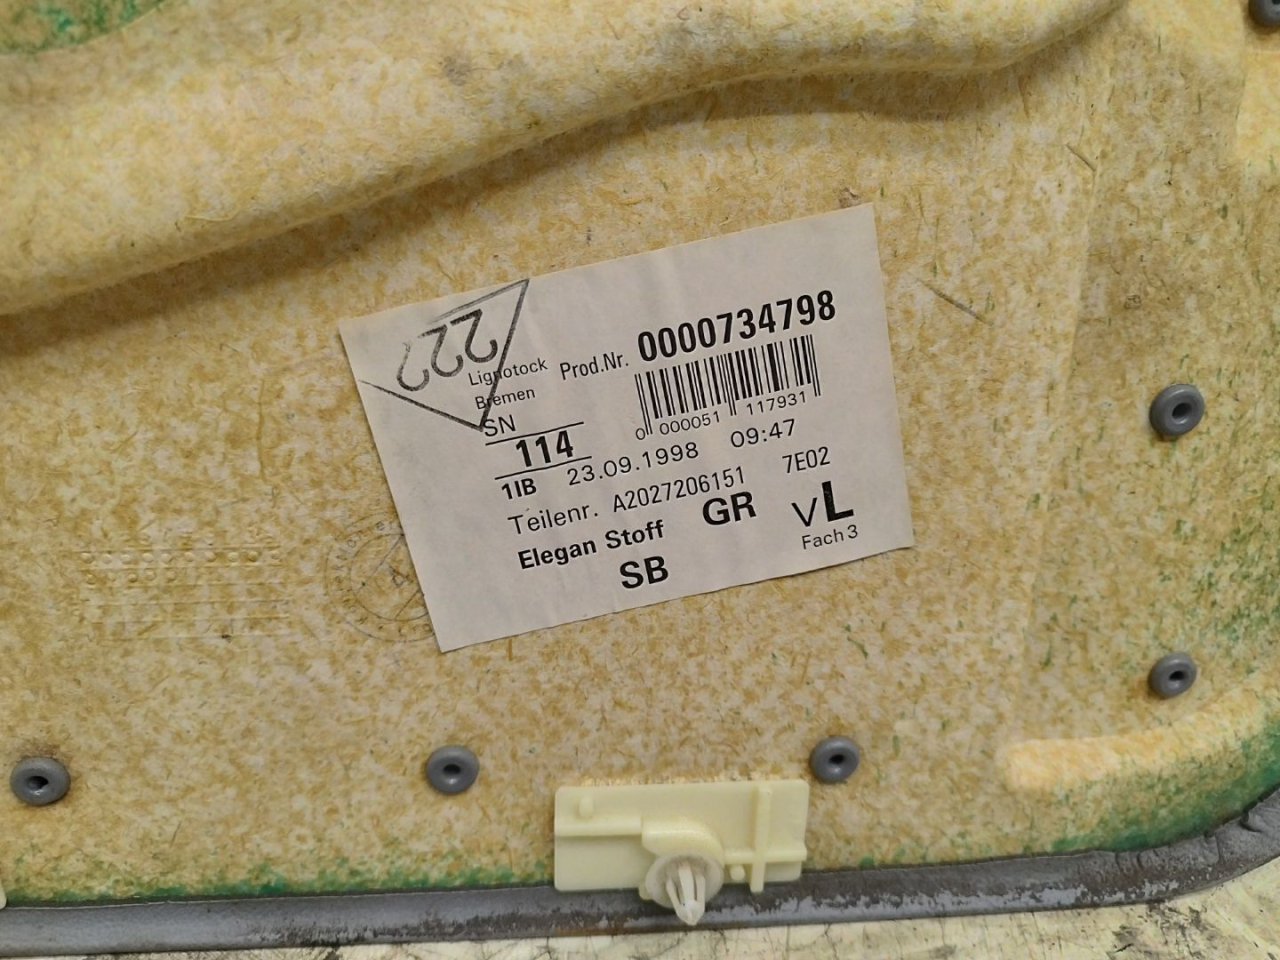 22
Lignotock
Bremen
Prod.Nr. 0000734798
0 000051 117931
SN
114
1IB 23.09.1998 09:47
Teilenr. A2027206151 7E02
Elegan Stoff GR VL
SB Fach 3